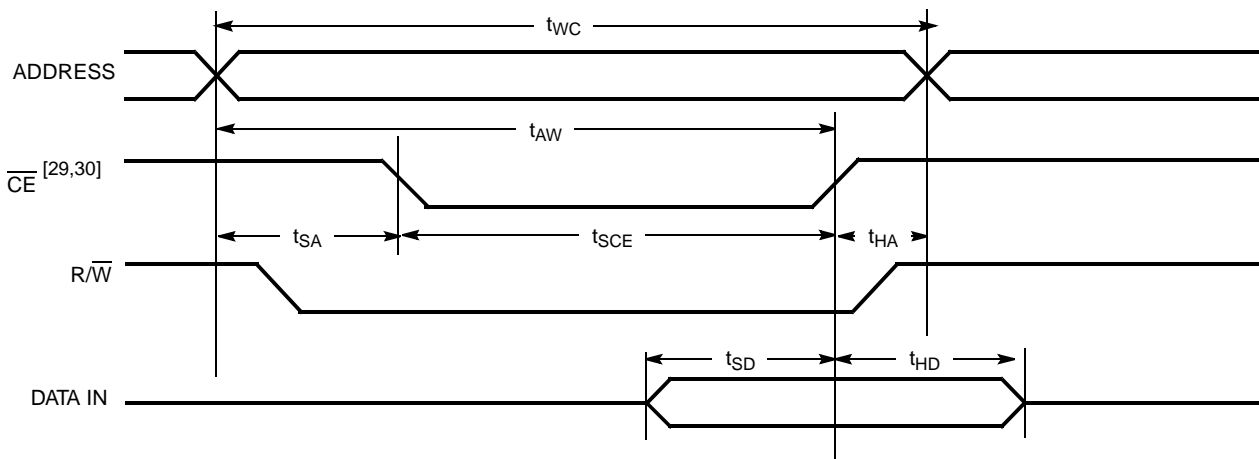 tWC
ADDRESS
tAW
CE [29,30]
tSA
tSCE
tHA
R/W
tSD
tHD
DATA IN